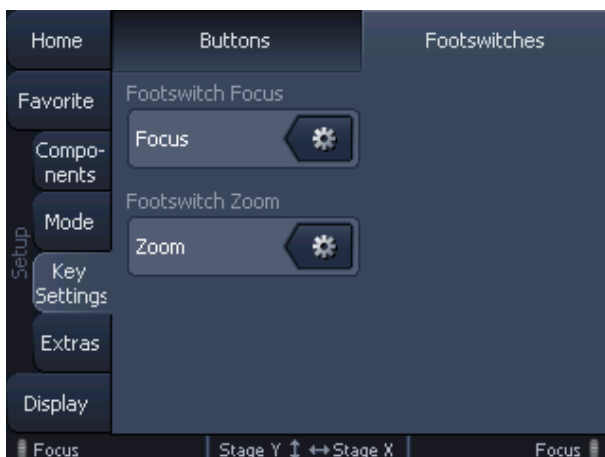 Home
Buttons
Footswitches
Favorite
Footswitch Focus
Focus
Compo-
nents
Footswitch Zoom
Mode
Zoom
Setup
Key
Settings
Extras
Display
Focus
Stage Y
Stage X
Focus